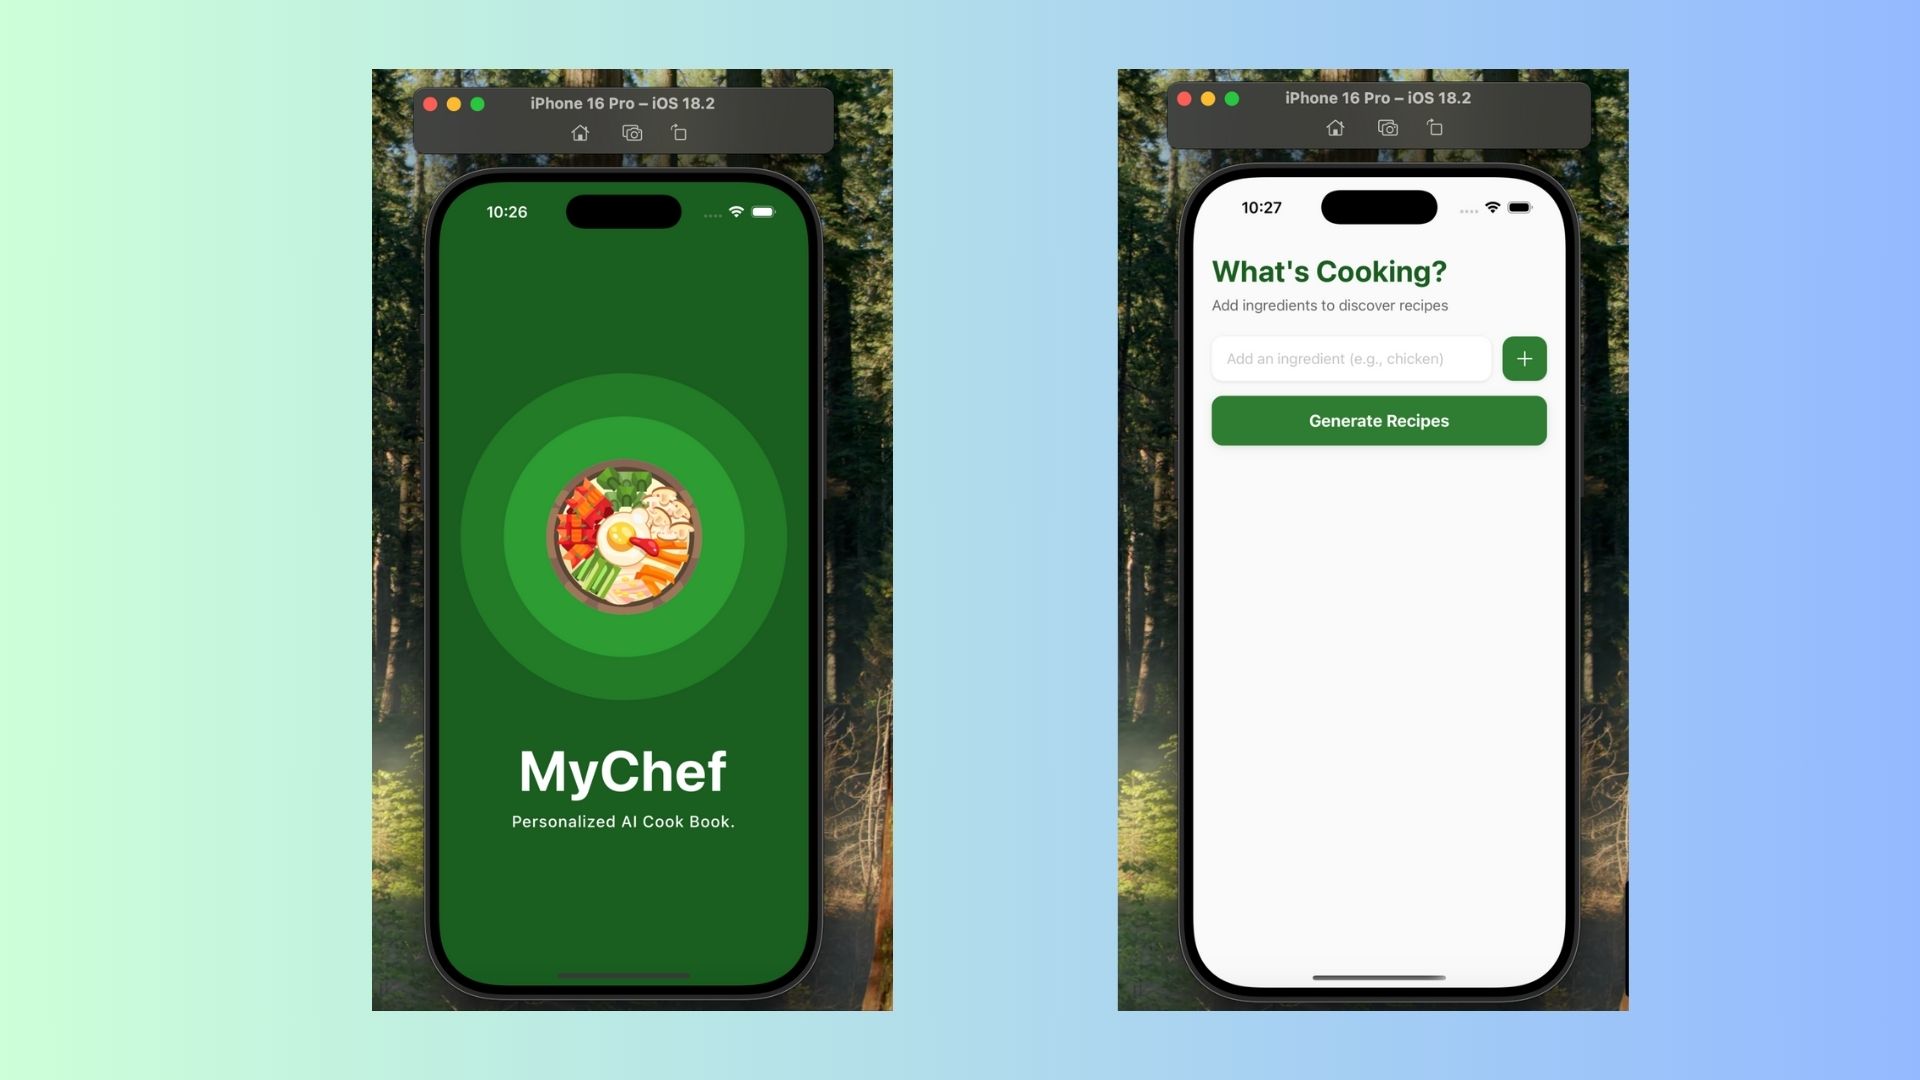 iPhone 16 Pro – iOS 18.2
10:26
MyChef
Personalized AI Cook Book.
iPhone 16 Pro – iOS 18.2
10:27
What's Cooking?
Add ingredients to discover recipes
Add an ingredient (e.g., chicken)
Generate Recipes